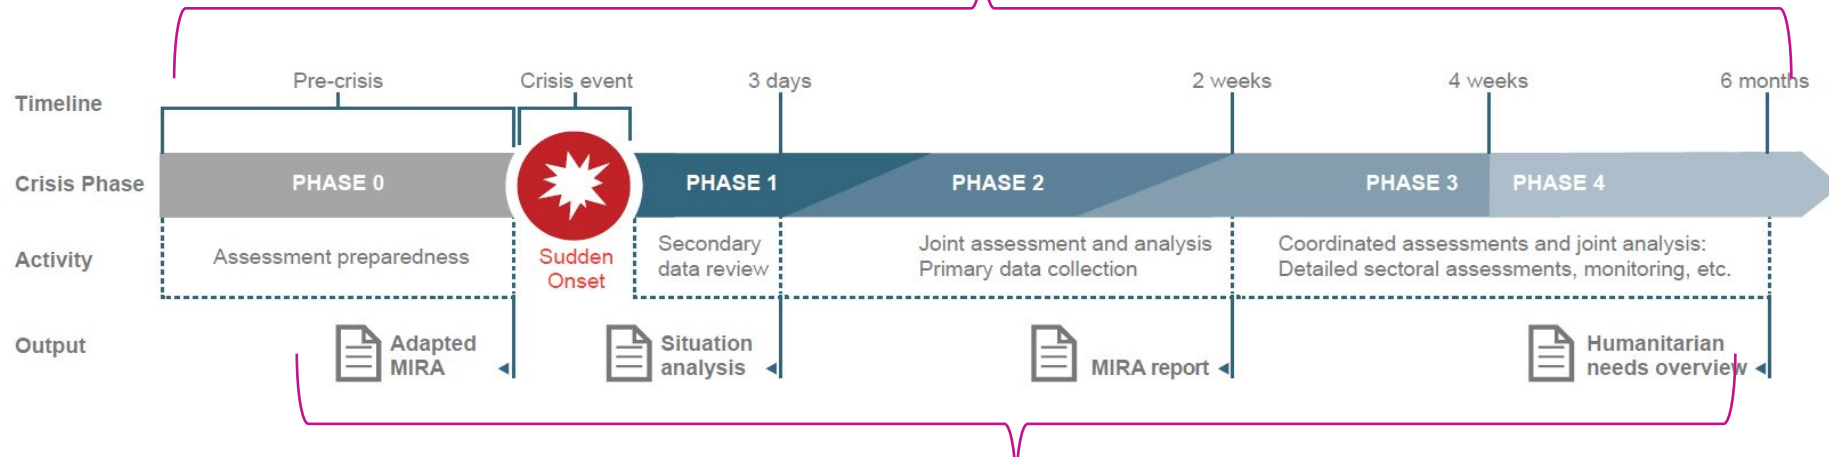 Pre-crisis
Crisis event
3 days
2 weeks
4 weeks
6 months
Timeline
Crisis Phase
PHASE 0
PHASE 1
PHASE 2
PHASE 3
PHASE 4
Activity
Assessment preparedness
Sudden
Onset
Secondary
data review
Joint assessment and analysis
Primary data collection
Coordinated assessments and joint analysis:
Detailed sectoral assessments, monitoring, etc.
Output
Adapted
MIRA
Situation
analysis
MIRA report
Humanitarian
needs overview